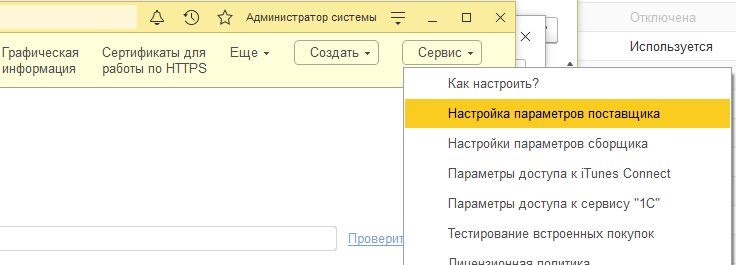 Отключена
Администратор системы
Используется
Графическая информация
Сертификаты для работы по HTTPS
Еще
Создать
Сервис
Как настроить?
Настройка параметров поставщика
Настройки параметров сборщика
Параметры доступа к iTunes Connect
Параметры доступа к сервису "1С"
Проверит
Тестирование встроенных покупок
Лицензионная политика